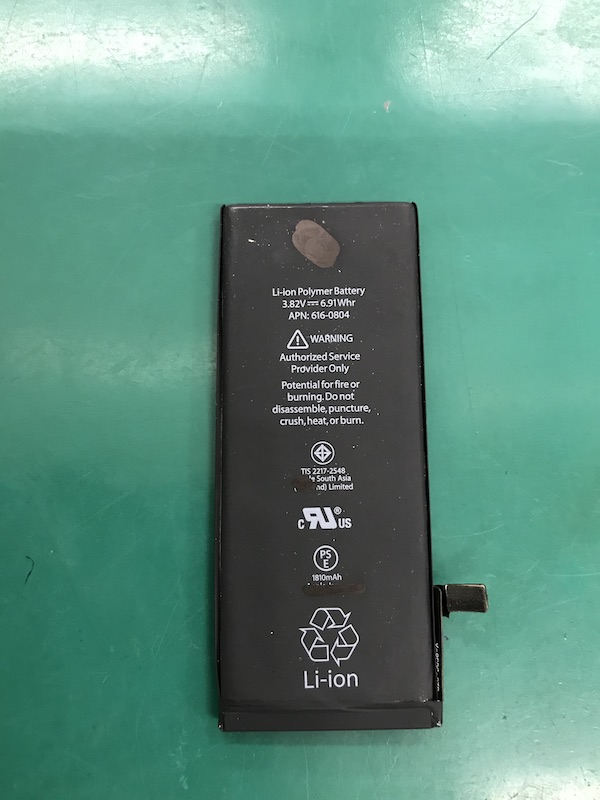 Li-ion Polymer Battery
3.82V⎓6.91Whr
APN: 616-0804
WARNING
Authorized Service
Provider Only
Potential for fire or
burning. Do not
disassemble, puncture,
crush, heat, or burn.
TIS 2217-2548
South Asia
Limited
c RU® US
PS
E
1810mAh
Li-ion